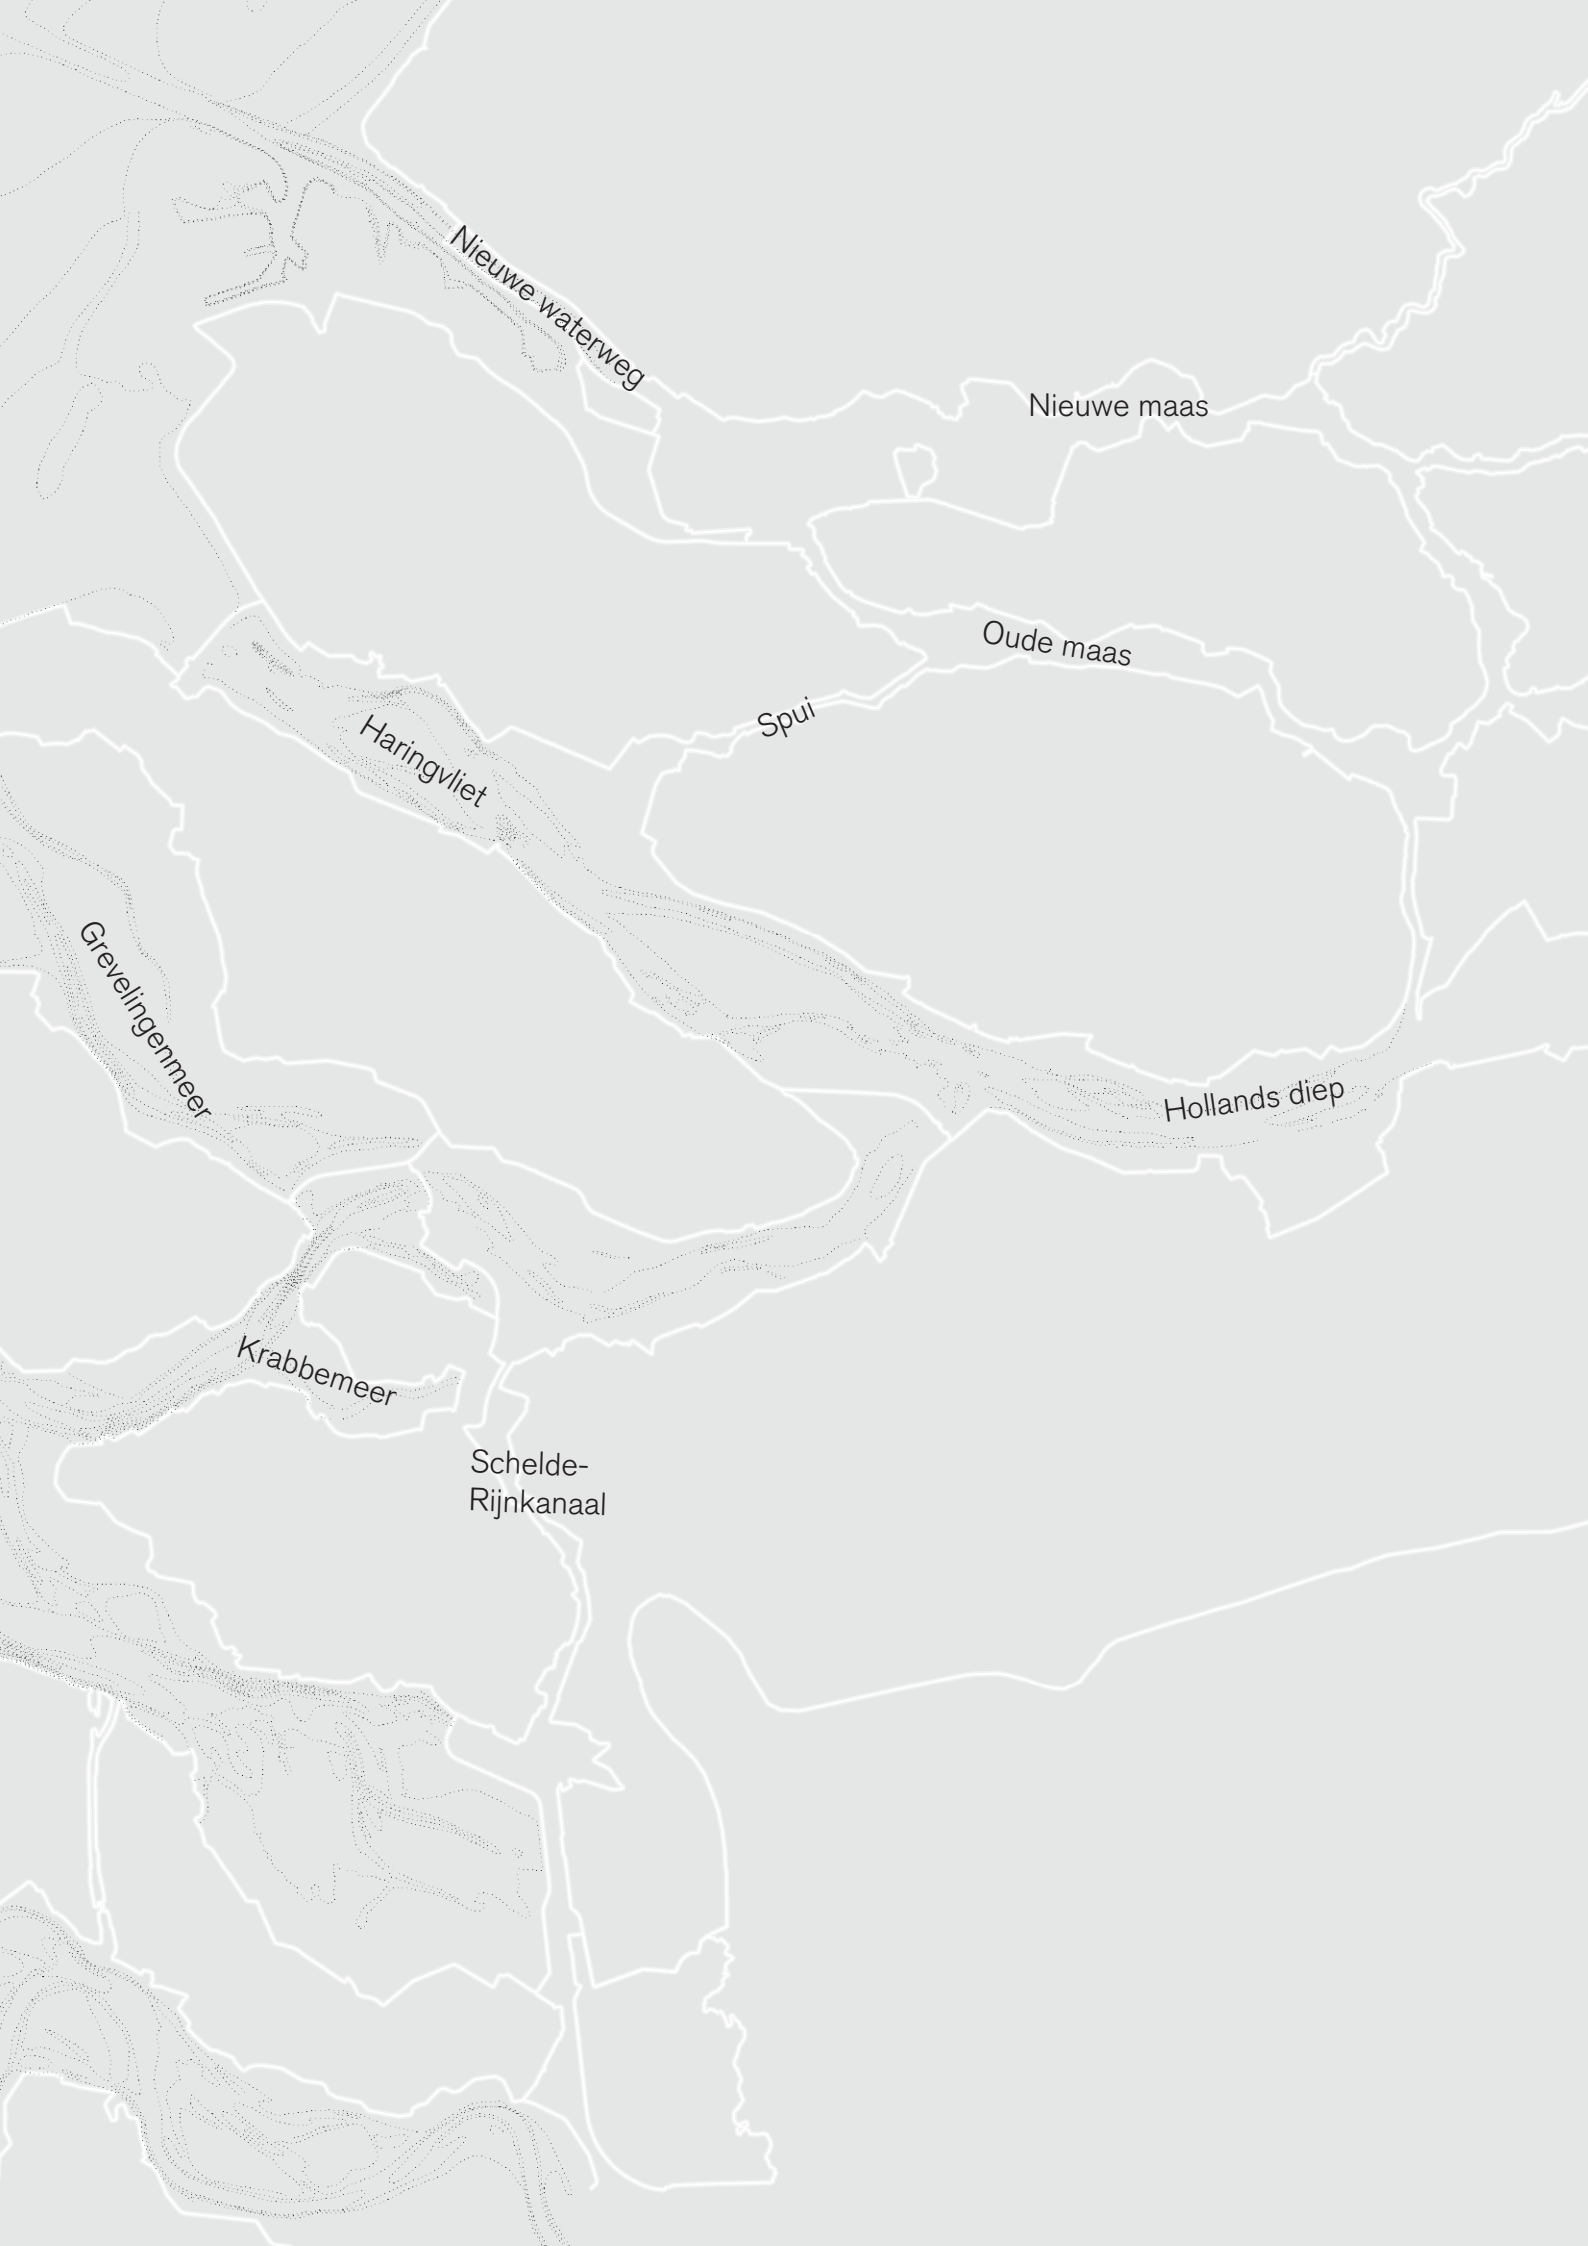 Nieuwe waterweg
Nieuwe maas
Oude maas
Spui
Haringvliet
Grevelingenmeer
Hollands diep
Krabbemeer
Schelde-
Rijnkanaal